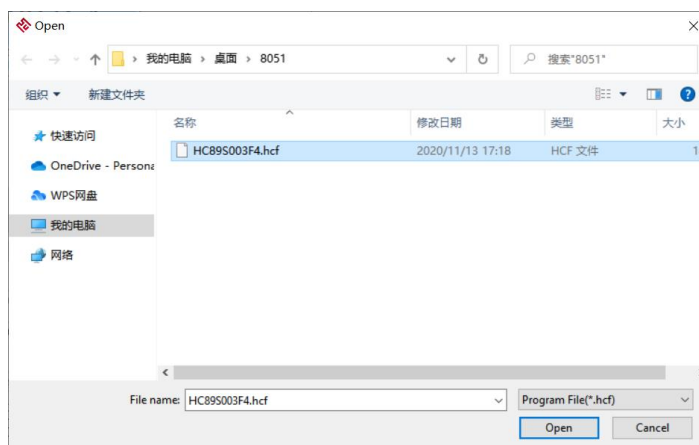 Open
我的电脑 › 桌面 › 8051
搜索"8051"
组织 新建文件夹
名称 修改日期 类型 大小
快速访问
HC89S003F4.hcf 2020/11/13 17:18 HCF 文件 1
OneDrive - Persona
WPS网盘
我的电脑
网络
File name: HC89S003F4.hcf Program File(*.hcf)
Open Cancel